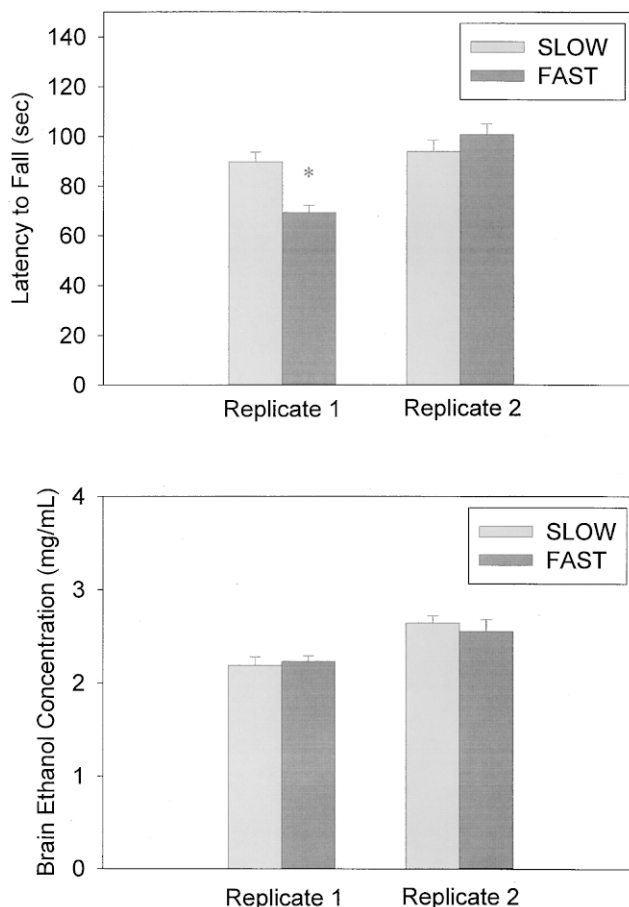 140
120
100
80
60
40
20
0
Latency to Fall (sec)
SLOW
FAST
*
Replicate 1
Replicate 2
4
3
2
1
0
Brain Ethanol Concentration (mg/mL)
SLOW
FAST
Replicate 1
Replicate 2